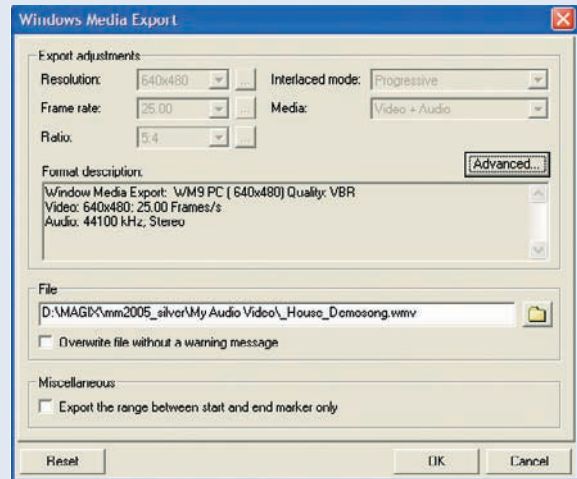 Windows Media Export
Export adjustments
Resolution: 640x480 ... Interlaced mode: Progressive
Frame rate: 25.00 ... Media: Video + Audio
Ratio: 5:4 ...
Format description: Advanced...
Window Media Export: WM9 PC ( 640x480) Quality: VBR
Video: 640x480: 25.00 Frames/s
Audio: 44100 kHz, Stereo
File
D:\MAGIX\mm2005_silver\My Audio Video\_House_Demosong.wmv
Overwrite file without a warning message
Miscellaneous
Export the range between start and end marker only
Reset OK Cancel